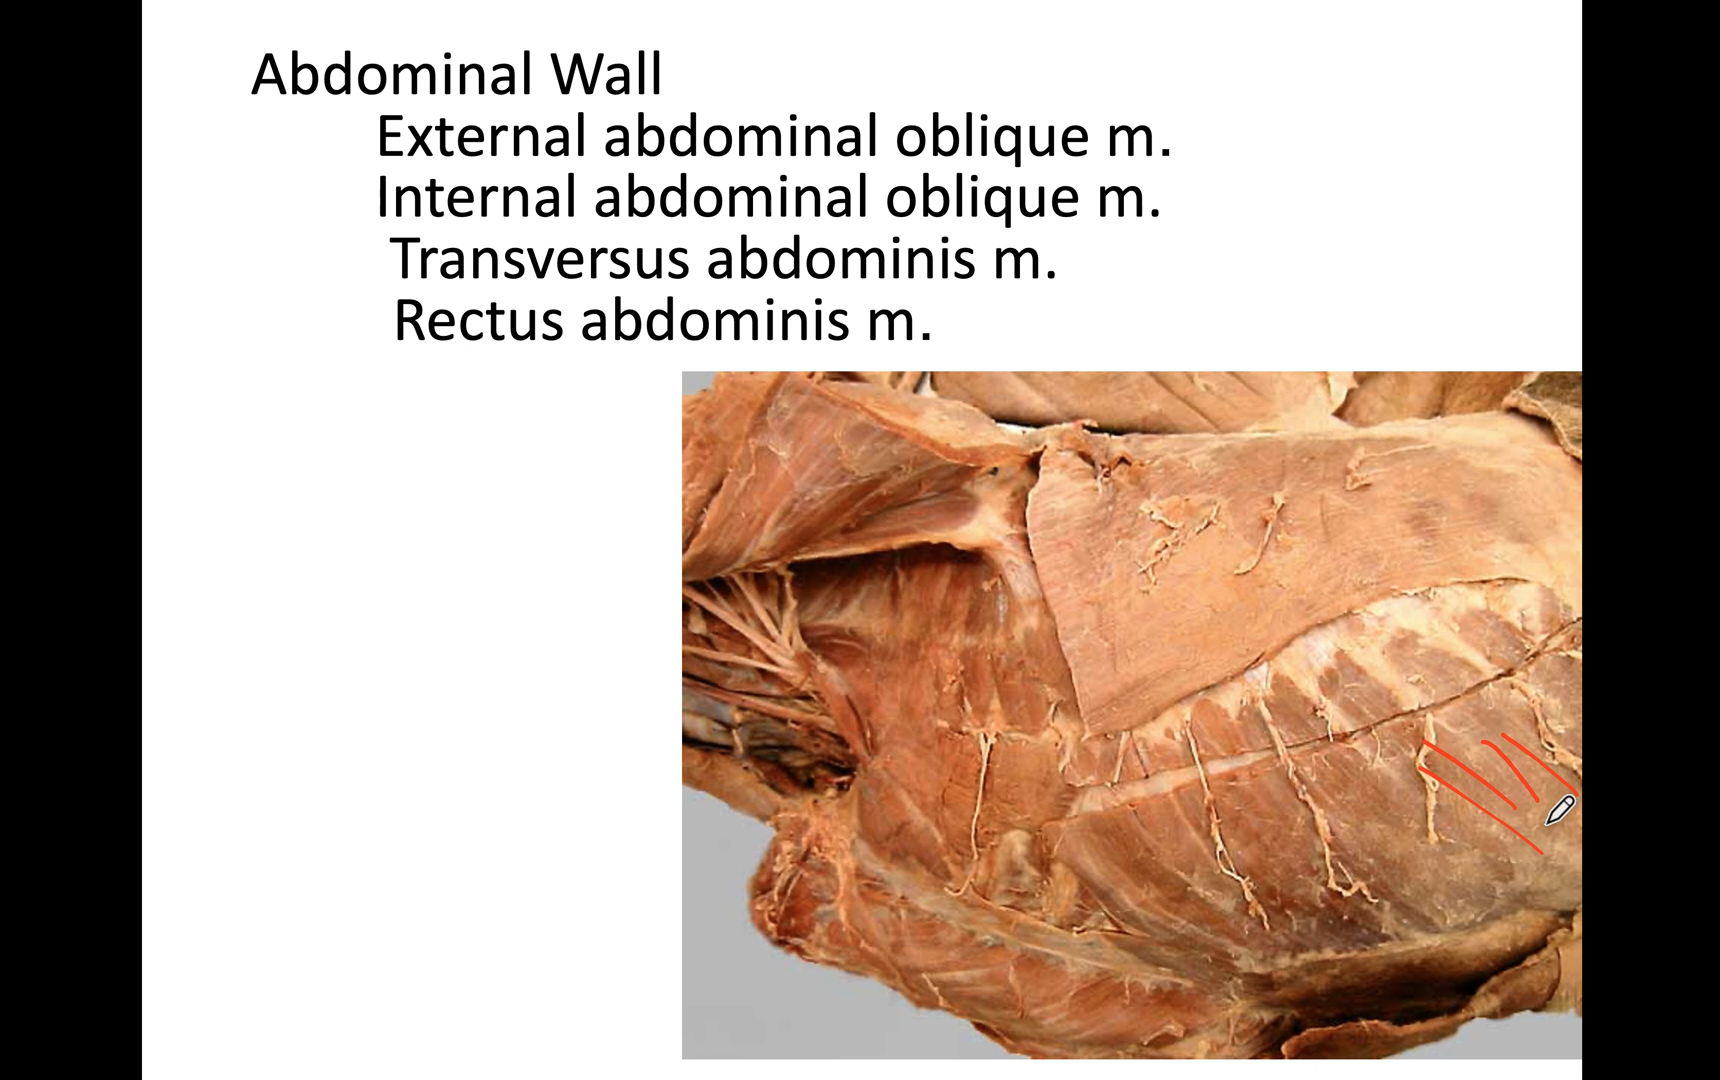 Abdominal Wall
External abdominal oblique m.
Internal abdominal oblique m.
Transversus abdominis m.
Rectus abdominis m.